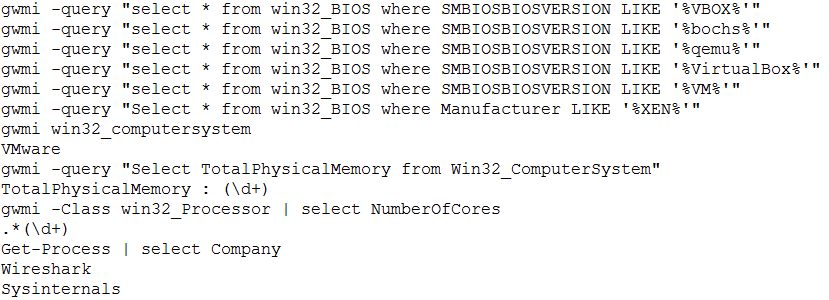 gwmi -query "select * from win32_BIOS where SMBIOSBIOSVERSION LIKE '%VBOX%'"
gwmi -query "select * from win32_BIOS where SMBIOSBIOSVERSION LIKE '%bochs%'"
gwmi -query "select * from win32_BIOS where SMBIOSBIOSVERSION LIKE '%qemu%'"
gwmi -query "select * from win32_BIOS where SMBIOSBIOSVERSION LIKE '%VirtualBox%'"
gwmi -query "select * from win32_BIOS where SMBIOSBIOSVERSION LIKE '%VM%'"
gwmi -query "Select * from win32_BIOS where Manufacturer LIKE '%XEN%'"
gwmi win32_computersystem
VMware
gwmi -query "Select TotalPhysicalMemory from Win32_ComputerSystem"
TotalPhysicalMemory : (\d+)
gwmi -Class win32_Processor | select NumberOfCores
.*(\d+)
Get-Process | select Company
Wireshark
Sysinternals